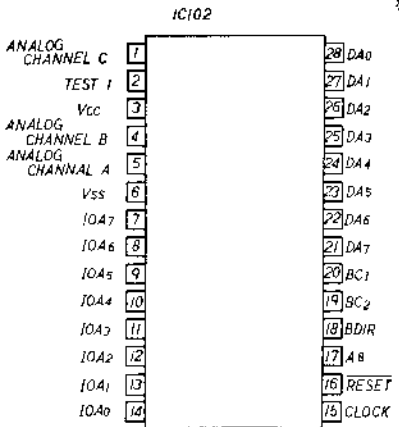 IC102
ANALOG
CHANNEL C 1
TEST 1 2
Vcc 3
ANALOG
CHANNEL B 4
ANALOG
CHANNAL A 5
Vss 6
IOA7 7
IOA6 8
IOA5 9
IOA4 10
IOA3 11
IOA2 12
IOA1 13
IOA0 14
28 DA0
27 DA1
26 DA2
25 DA3
24 DA4
23 DA5
22 DA6
21 DA7
20 BC1
19 BC2
18 BDIR
17 A8
16 RESET
15 CLOCK